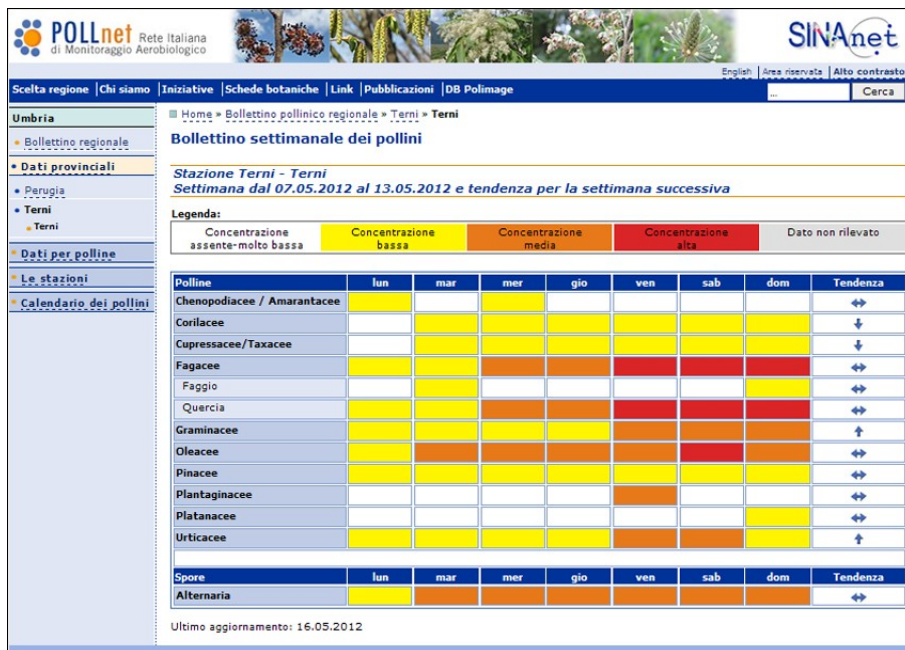 POLLnet Rete Italiana
di Monitoraggio Aerobiologico
SINAnet
English | Area riservata | Alto contrasto
Scelta regione | Chi siamo | Iniziative | Schede botaniche | Link | Pubblicazioni | DB Polimage
... Cerca
Umbria
Bollettino regionale
Dati provinciali
Perugia
Terni
Terni
Dati per polline
Le stazioni
Calendario dei pollini
Home » Bollettino pollinico regionale » Terni » Terni
Bollettino settimanale dei pollini
Stazione Terni - Terni
Settimana dal 07.05.2012 al 13.05.2012 e tendenza per la settimana successiva
Legenda:
Concentrazione
assente-molto bassa
Concentrazione
bassa
Concentrazione
media
Concentrazione
alta
Dato non rilevato
Polline lun mar mer gio ven sab dom Tendenza
Chenopodiacee / Amarantacee
Corilacee
Cupressacee/Taxacee
Fagacee
Faggio
Quercia
Graminacee
Oleacee
Pinacee
Plantaginacee
Platanacee
Urticacee
Spore lun mar mer gio ven sab dom Tendenza
Alternaria
Ultimo aggiornamento: 16.05.2012